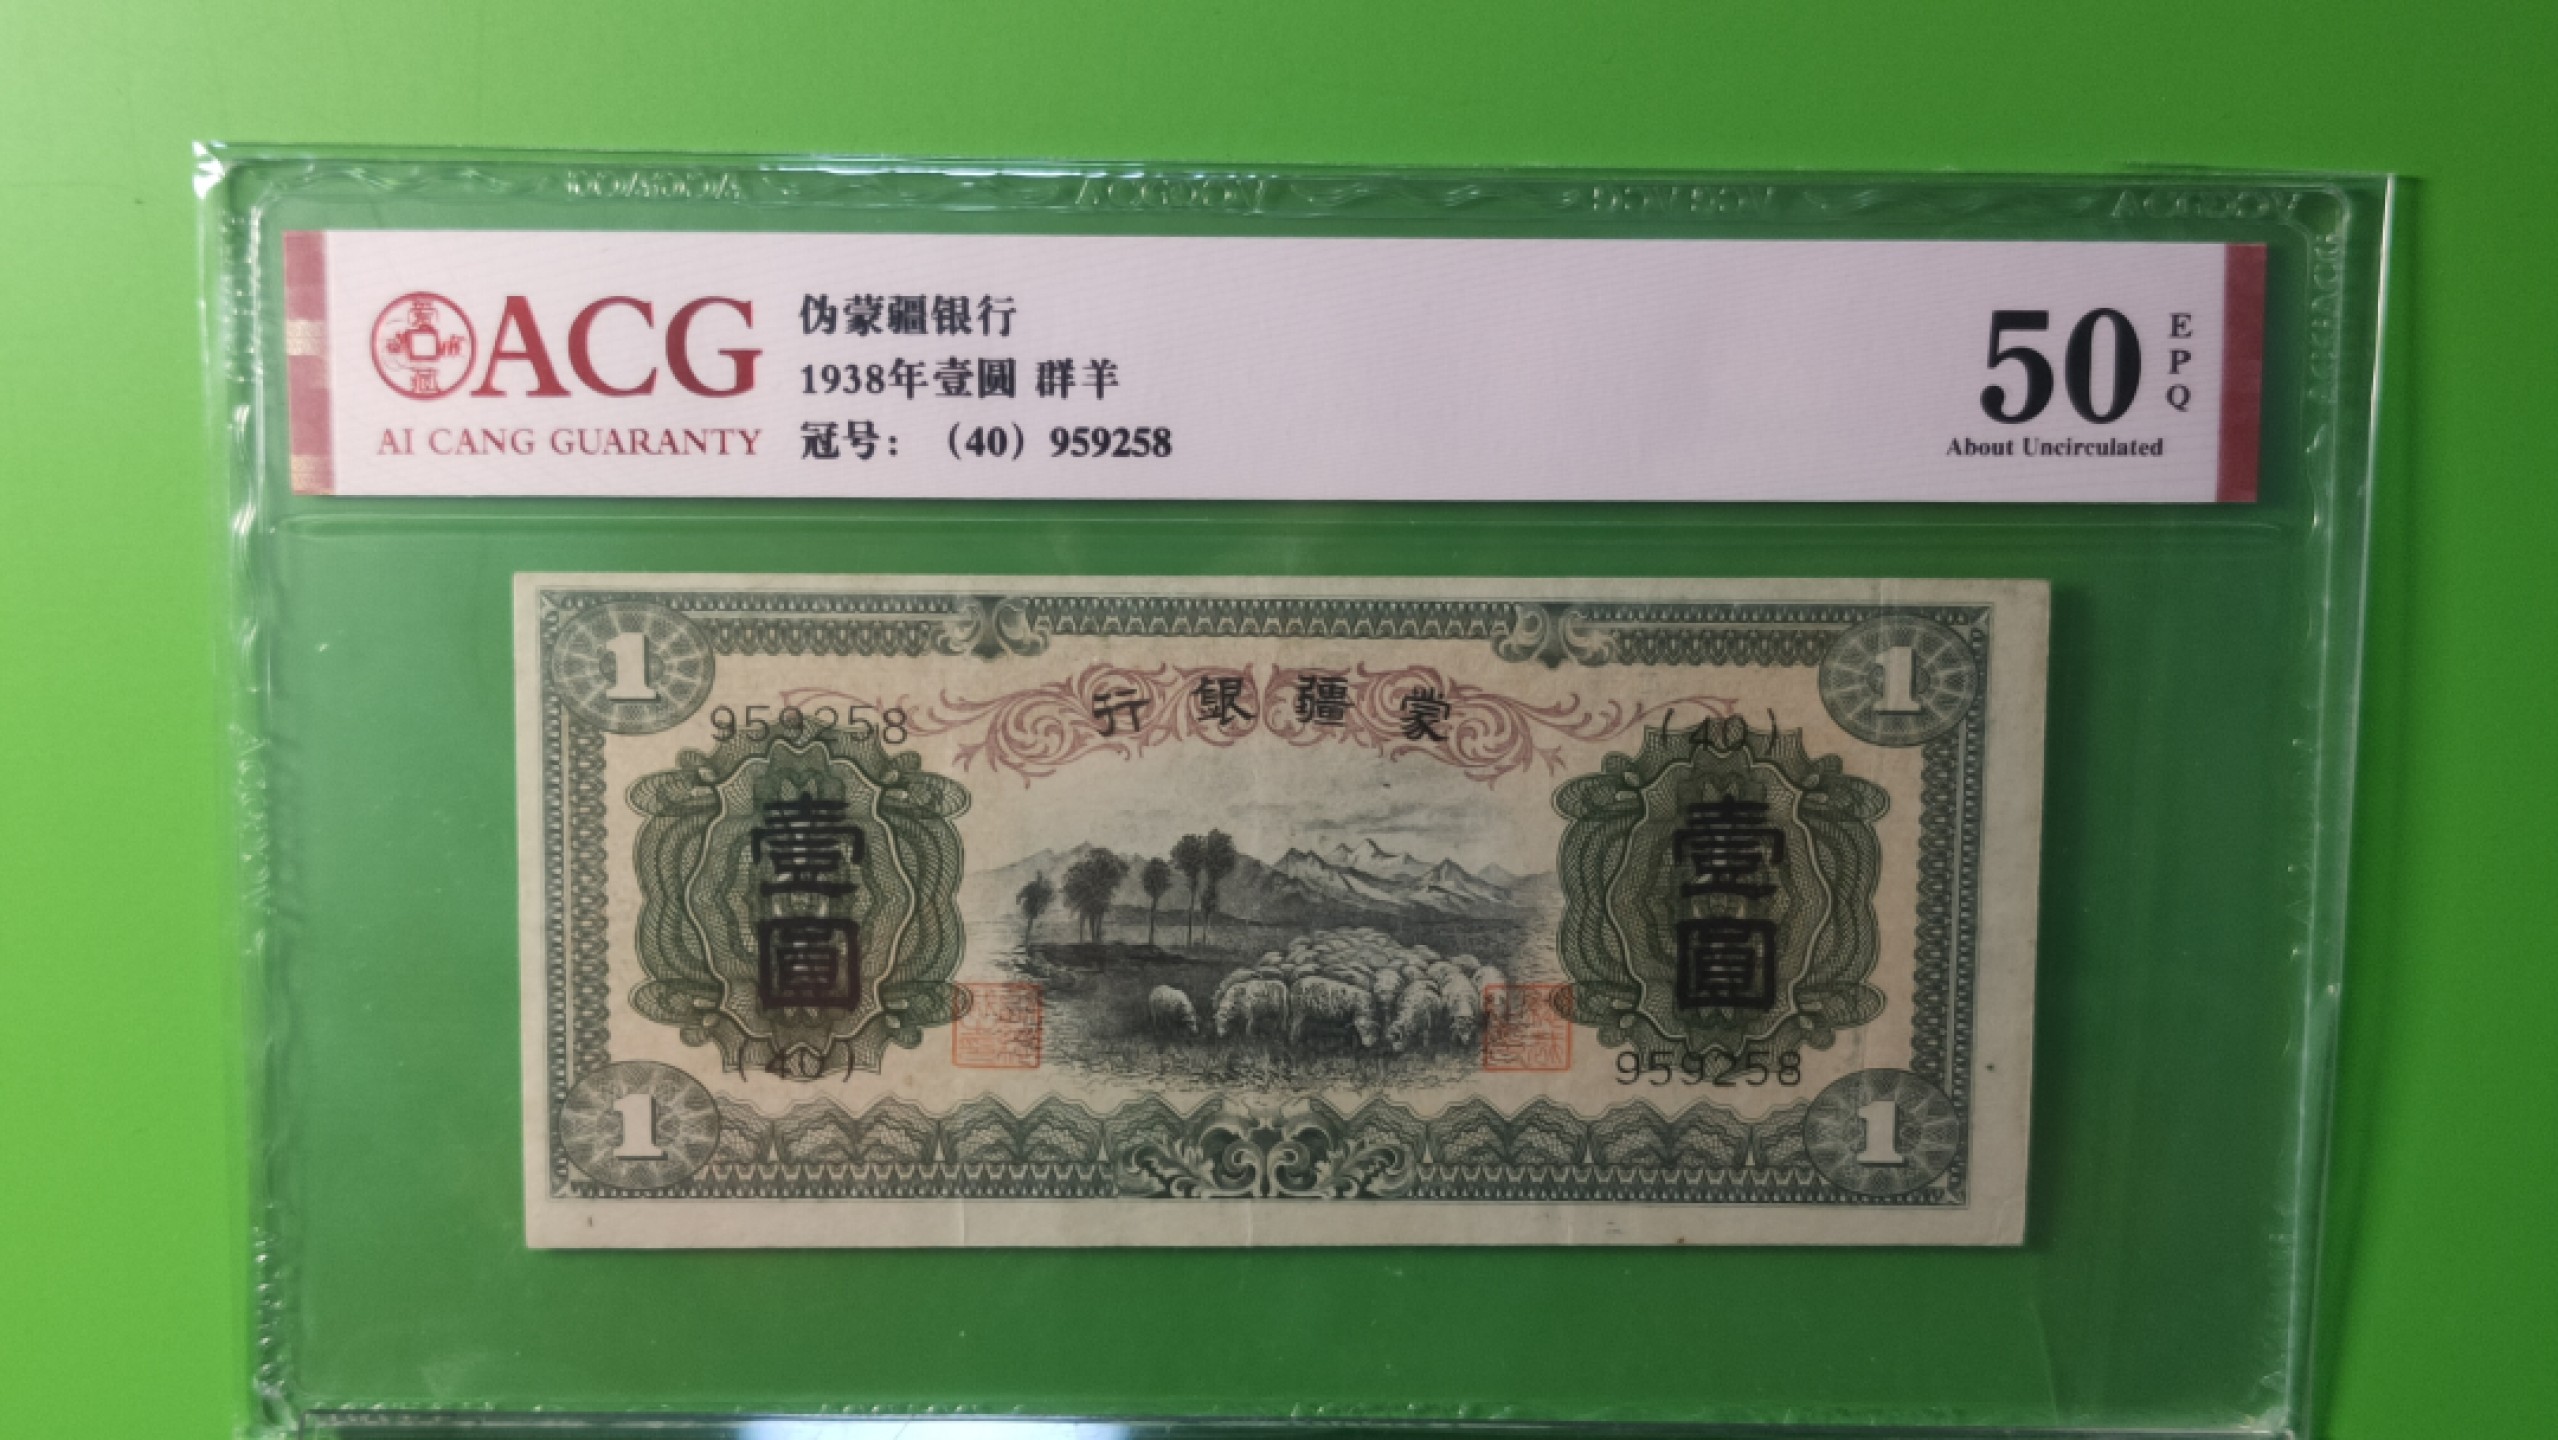 ACG
AI CANG GUARANTY
伪蒙疆银行
1938年壹圆 群羊
冠号：（40）959258
50
EPQ
About Uncirculated
1
1
行銀疆蒙
959258
(40)
壹圓
壹圓
(40)
959258
1
1